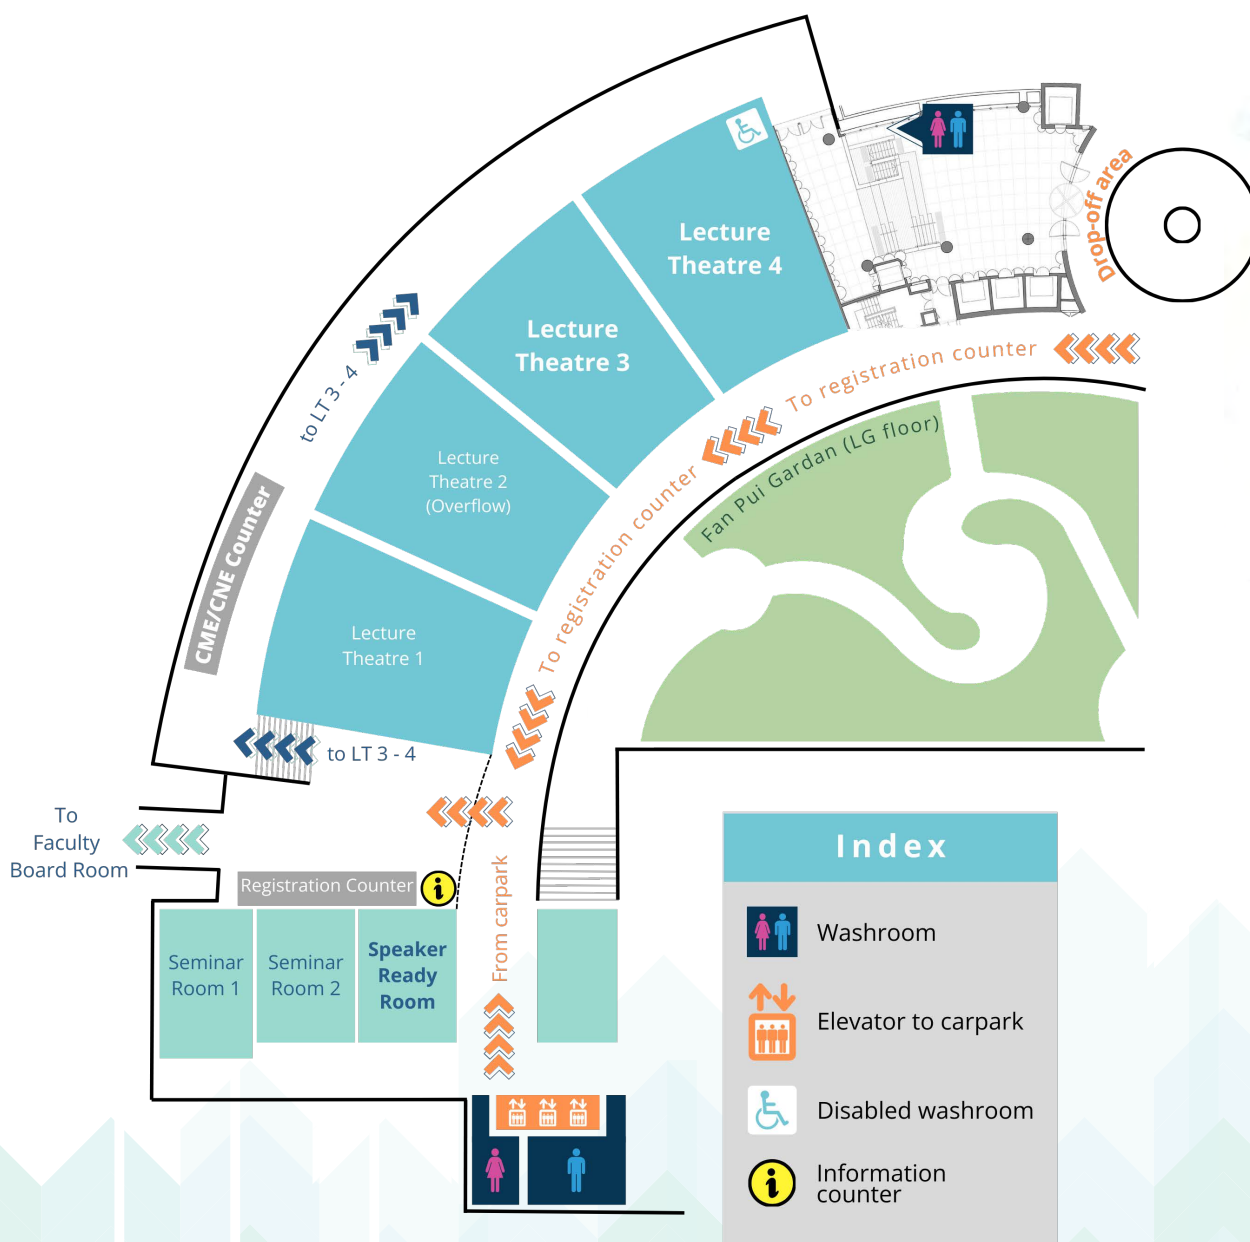 Drop-off area
Lecture
Theatre 4
Lecture
Theatre 3
To registration counter
to LT 3 - 4
Fan Pui Gardan (LG floor)
Lecture
Theatre 2
(Overflow)
To registration counter
CME/CNE Counter
Lecture
Theatre 1
to LT 3 - 4
To
Faculty
Board Room
Registration Counter
From carpark
Seminar
Room 1
Seminar
Room 2
Speaker
Ready
Room
Index
Washroom
Elevator to carpark
Disabled washroom
Information
counter